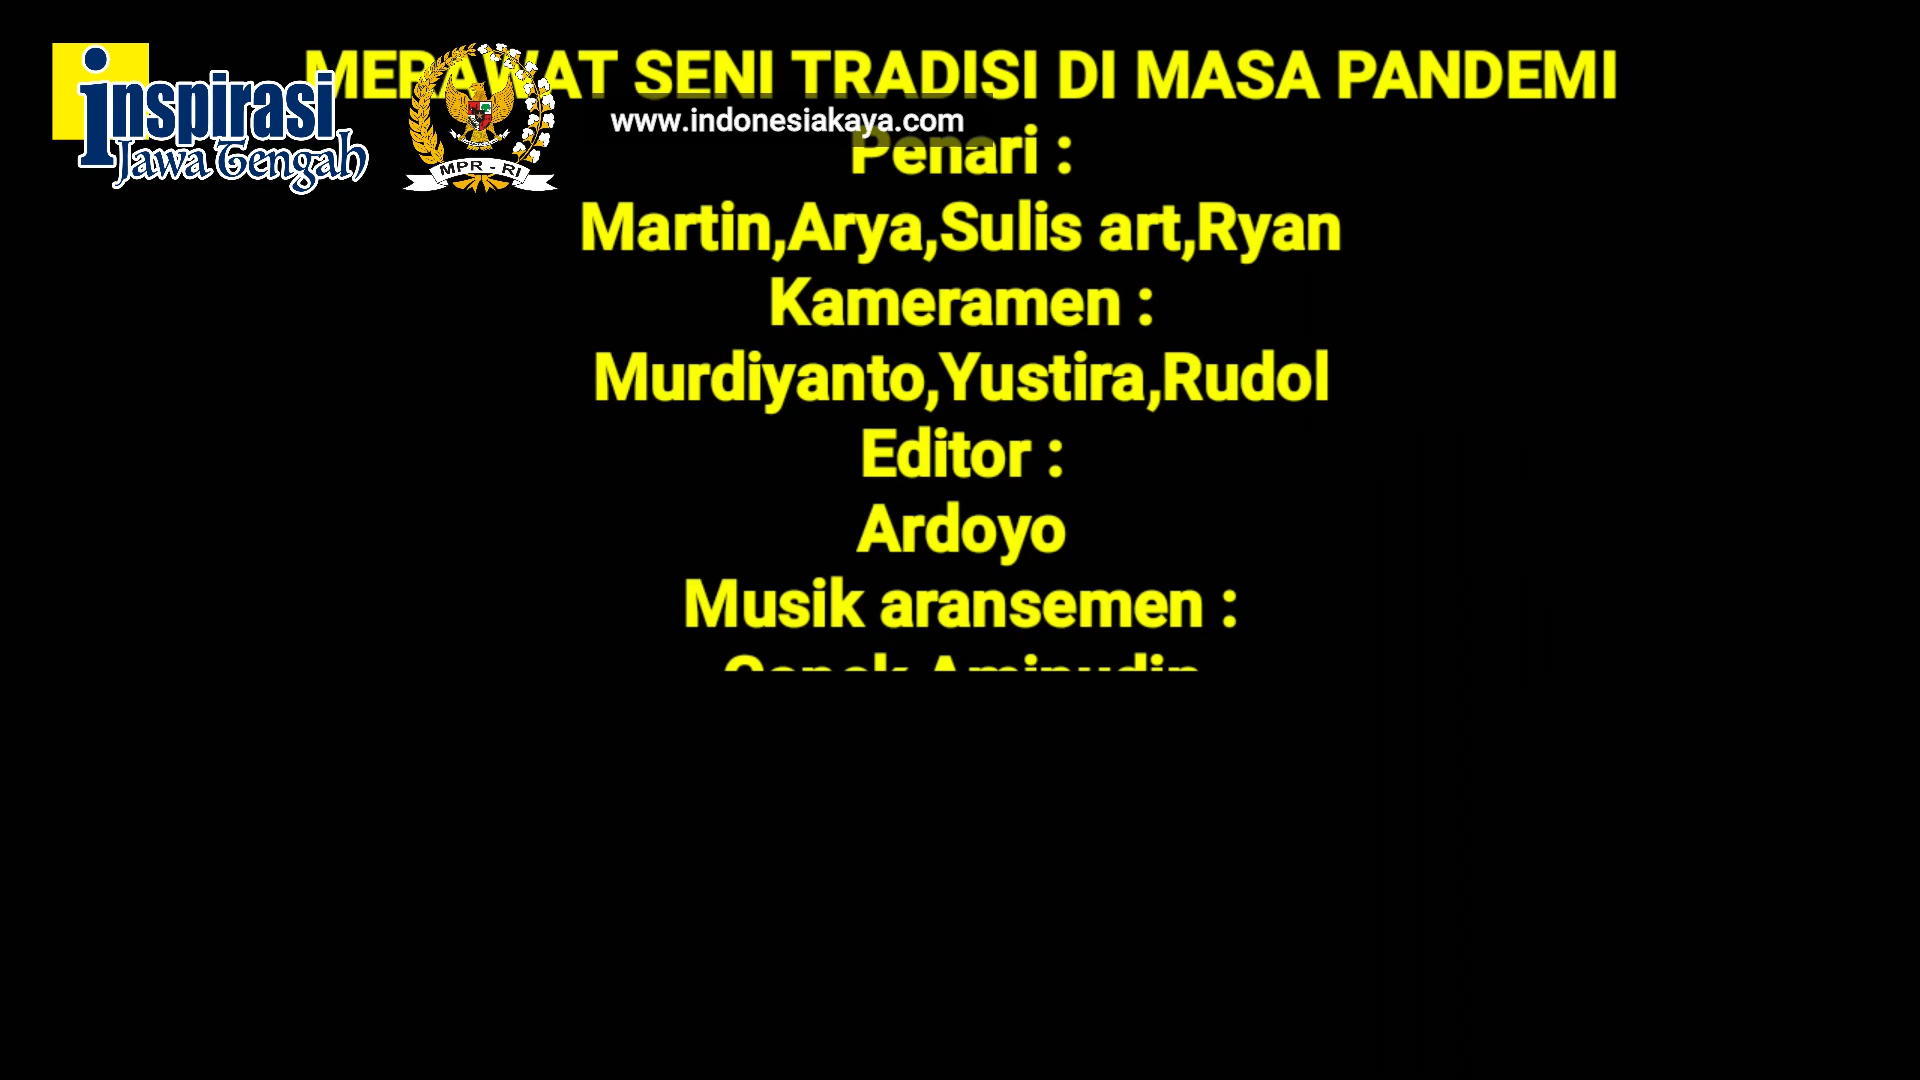 MERAWAT SENI TRADISI DI MASA PANDEMI
inspirasi
Jawa Tengah
MPR - RI
www.indonesiakaya.com
Penari :
Martin,Arya,Sulis art,Ryan
Kameramen :
Murdiyanto,Yustira,Rudol
Editor :
Ardoyo
Musik aransemen :